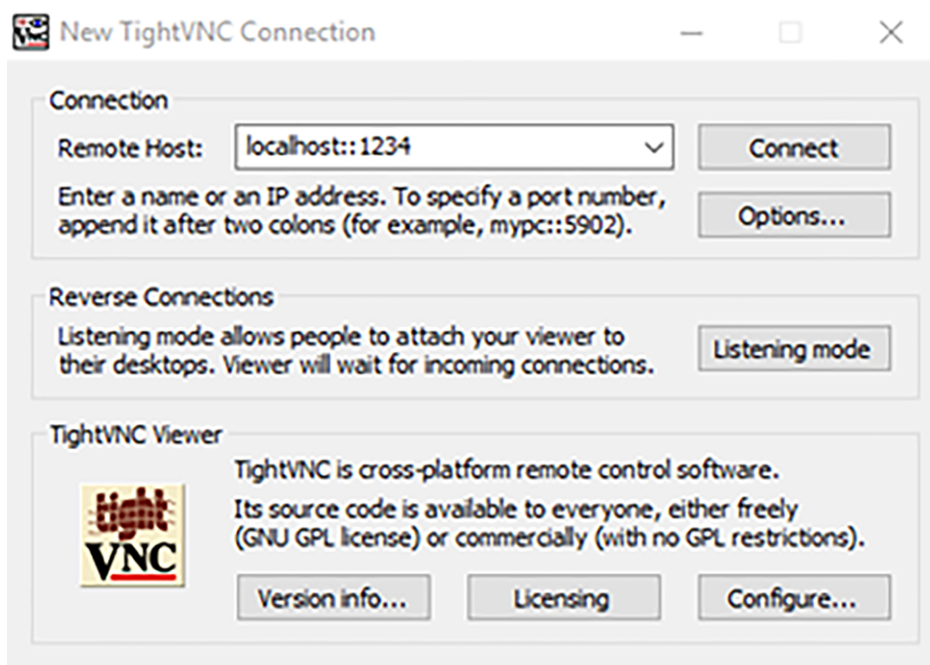 New TightVNC Connection
Connection
Remote Host: localhost::1234 Connect
Enter a name or an IP address. To specify a port number,
append it after two colons (for example, mypc::5902).
Options...
Reverse Connections
Listening mode allows people to attach your viewer to
their desktops. Viewer will wait for incoming connections.
Listening mode
TightVNC Viewer
tight
VNC
TightVNC is cross-platform remote control software.
Its source code is available to everyone, either freely
(GNU GPL license) or commercially (with no GPL restrictions).
Version info... Licensing Configure...